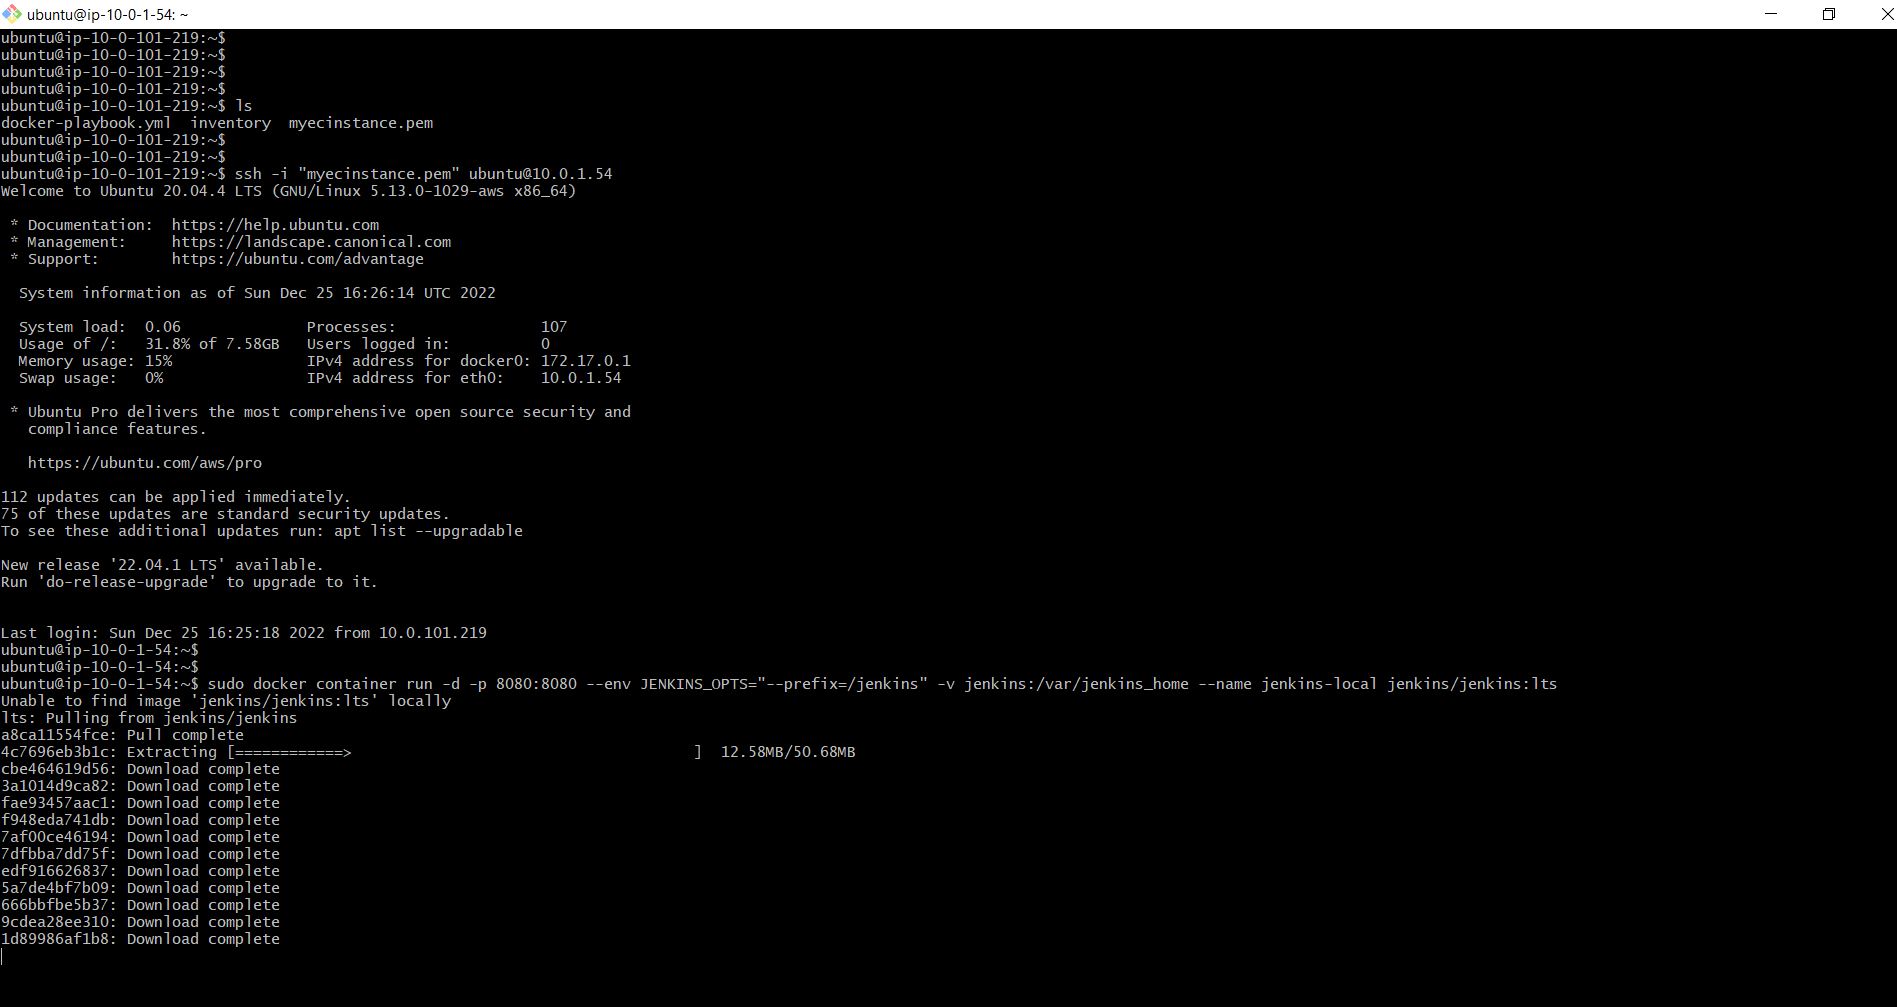 ubuntu@ip-10-0-1-54: ~
ubuntu@ip-10-0-101-219:~$
ubuntu@ip-10-0-101-219:~$
ubuntu@ip-10-0-101-219:~$
ubuntu@ip-10-0-101-219:~$
ubuntu@ip-10-0-101-219:~$ ls
docker-playbook.yml  inventory  myecinstance.pem
ubuntu@ip-10-0-101-219:~$
ubuntu@ip-10-0-101-219:~$
ubuntu@ip-10-0-101-219:~$ ssh -i "myecinstance.pem" ubuntu@10.0.1.54
Welcome to Ubuntu 20.04.4 LTS (GNU/Linux 5.13.0-1029-aws x86_64)
* Documentation:  https://help.ubuntu.com
* Management:     https://landscape.canonical.com
* Support:        https://ubuntu.com/advantage
System information as of Sun Dec 25 16:26:14 UTC 2022
System load:  0.06              Processes:                107
Usage of /:   31.8% of 7.58GB   Users logged in:          0
Memory usage: 15%               IPv4 address for docker0: 172.17.0.1
Swap usage:   0%                IPv4 address for eth0:    10.0.1.54
* Ubuntu Pro delivers the most comprehensive open source security and
compliance features.
https://ubuntu.com/aws/pro
112 updates can be applied immediately.
75 of these updates are standard security updates.
To see these additional updates run: apt list --upgradable
New release '22.04.1 LTS' available.
Run 'do-release-upgrade' to upgrade to it.
Last login: Sun Dec 25 16:25:18 2022 from 10.0.101.219
ubuntu@ip-10-0-1-54:~$
ubuntu@ip-10-0-1-54:~$
ubuntu@ip-10-0-1-54:~$ sudo docker container run -d -p 8080:8080 --env JENKINS_OPTS="--prefix=/jenkins" -v jenkins:/var/jenkins_home --name jenkins-local jenkins/jenkins:lts
Unable to find image 'jenkins/jenkins:lts' locally
lts: Pulling from jenkins/jenkins
a8ca11554fce: Pull complete
4c7696eb3b1c: Extracting [============>                                      ]  12.58MB/50.68MB
cbe464619d56: Download complete
3a1014d9ca82: Download complete
fae93457aac1: Download complete
f948eda741db: Download complete
7af00ce46194: Download complete
7dfbba7dd75f: Download complete
edf916626837: Download complete
5a7de4bf7b09: Download complete
666bbfbe5b37: Download complete
9cdea28ee310: Download complete
1d89986af1b8: Download complete